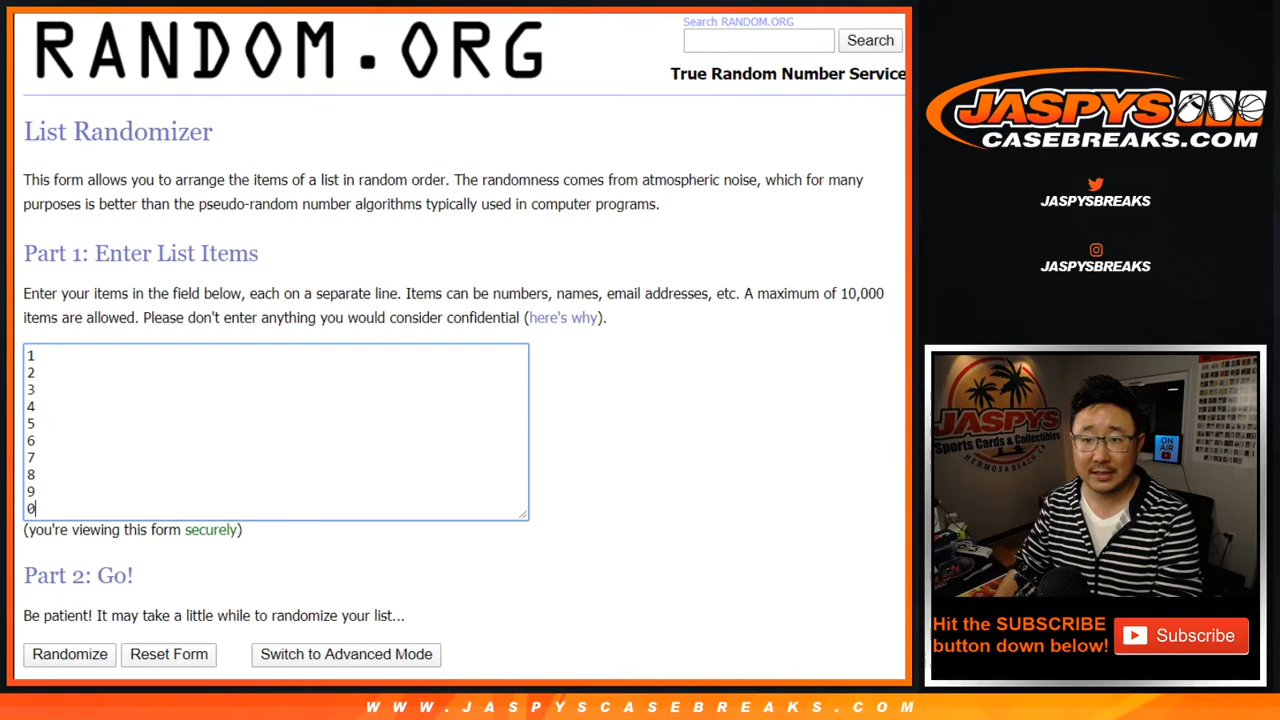 RANDOM.ORG
Search RANDOM.ORG
Search
True Random Number Service
List Randomizer
This form allows you to arrange the items of a list in random order. The randomness comes from atmospheric noise, which for many
purposes is better than the pseudo-random number algorithms typically used in computer programs.
Part 1: Enter List Items
Enter your items in the field below, each on a separate line. Items can be numbers, names, email addresses, etc. A maximum of 10,000
items are allowed. Please don't enter anything you would consider confidential (here's why).
1
2
3
4
5
6
7
8
9
0
(you're viewing this form securely)
Part 2: Go!
Be patient! It may take a little while to randomize your list...
Randomize
Reset Form
Switch to Advanced Mode
JASPYS
CASEBREAKS.COM
JASPYSBREAKS
JASPYSBREAKS
JASPYS
Sports Cards & Collectibles
HERMOSA BEACH, CA
ON
AIR
Hit the SUBSCRIBE
button down below!
Subscribe
WWW.JASPYSCASEBREAKS.COM